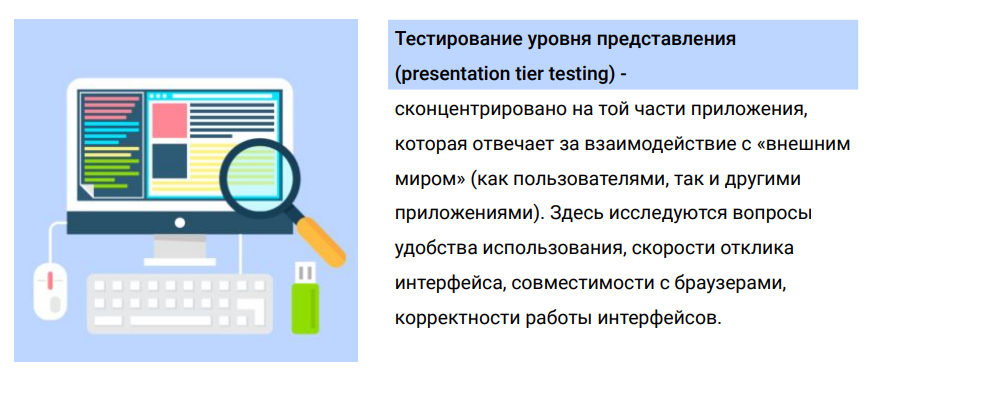 Тестирование уровня представления
(presentation tier testing) -
сконцентрировано на той части приложения,
которая отвечает за взаимодействие с «внешним
миром» (как пользователями, так и другими
приложениями). Здесь исследуются вопросы
удобства использования, скорости отклика
интерфейса, совместимости с браузерами,
корректности работы интерфейсов.